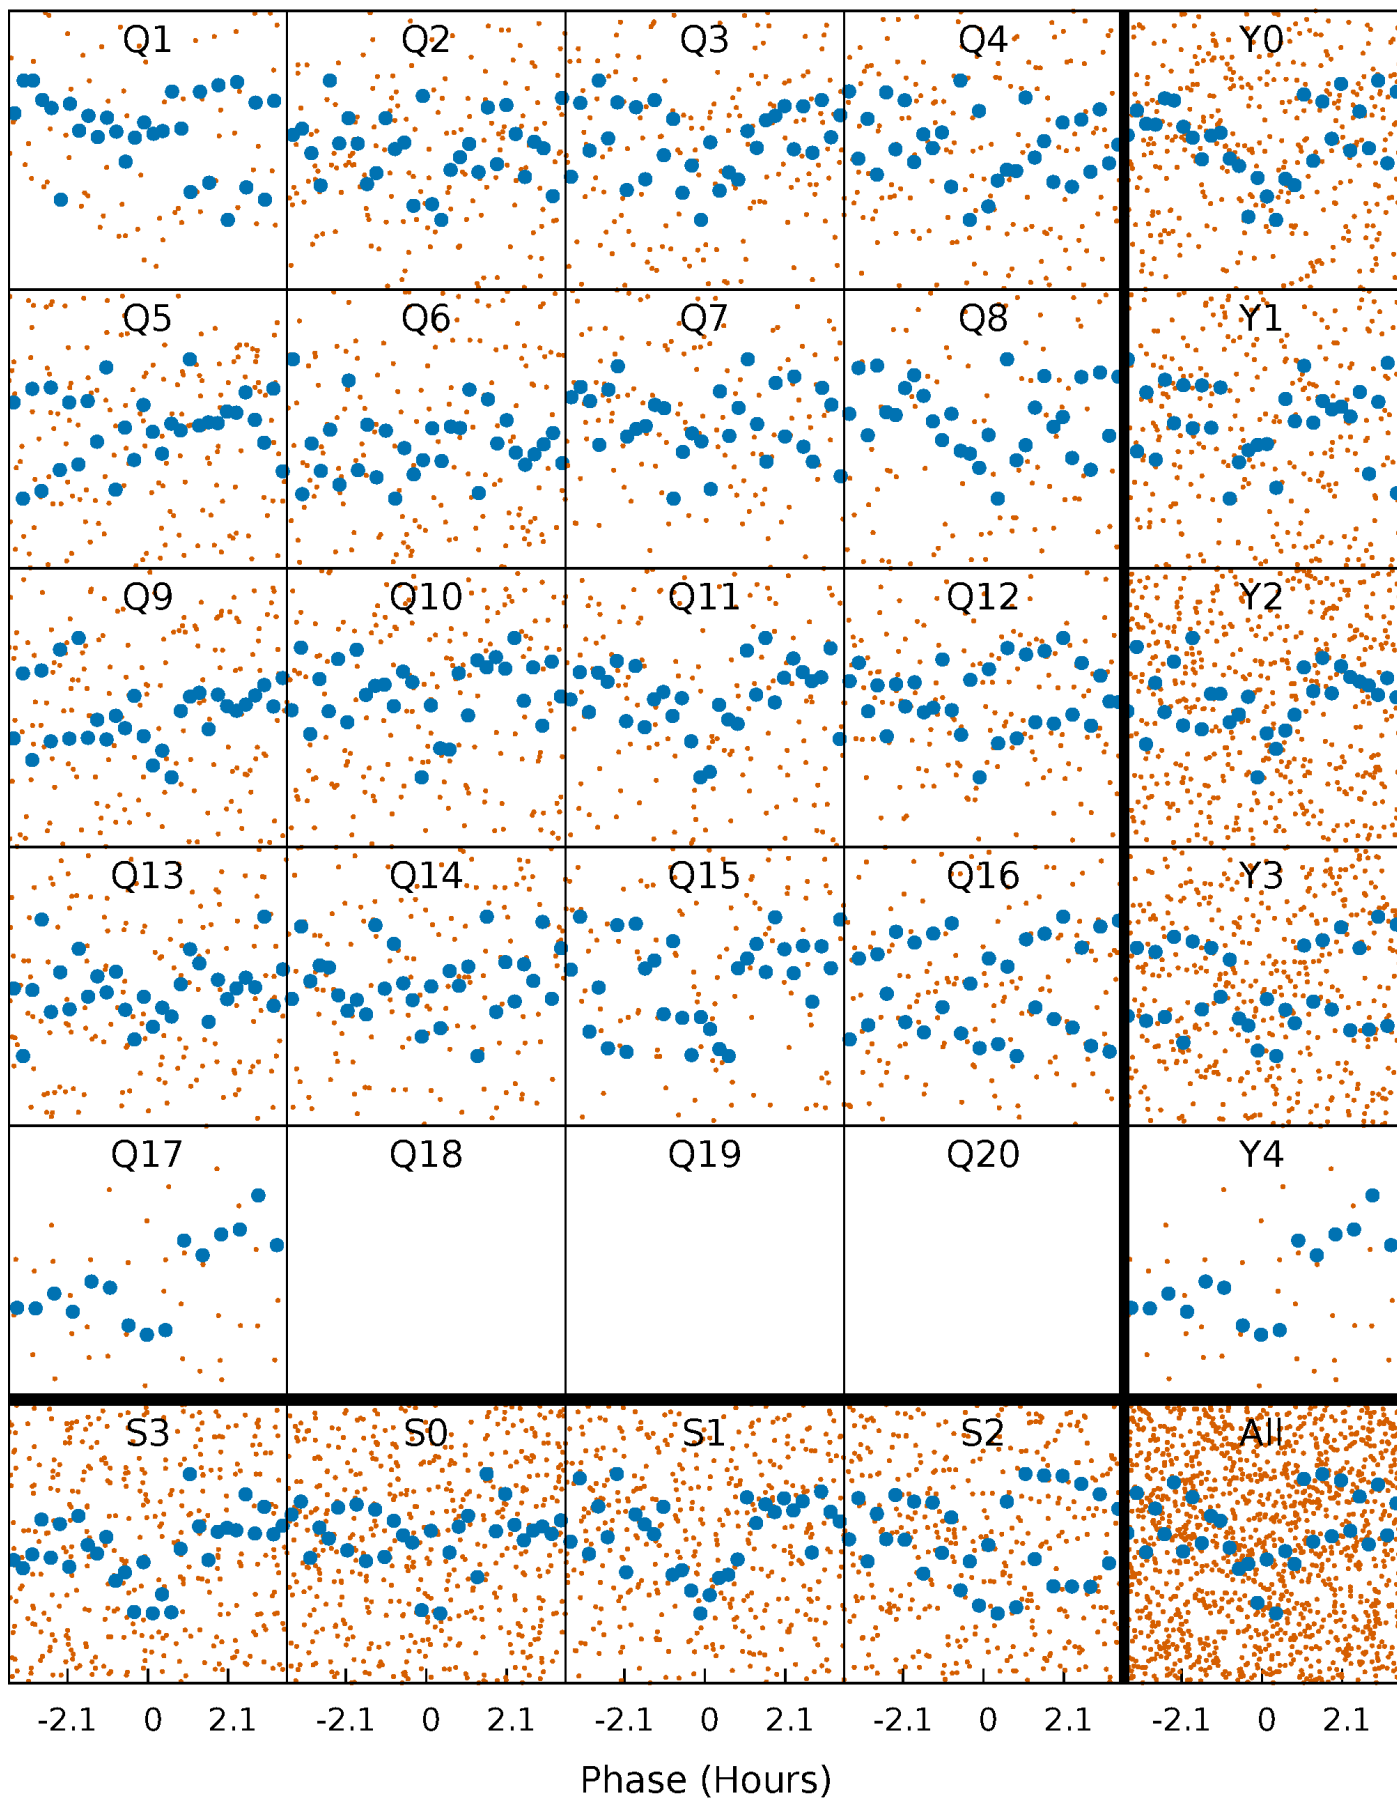 Q1 Q2 Q3 Q4 Y0
Q5 Q6 Q7 Q8 Y1
Q9 Q10 Q11 Q12 Y2
Q13 Q14 Q15 Q16 Y3
Q17 Q18 Q19 Q20 Y4
S3 S0 S1 S2 All
-2.1 0 2.1 -2.1 0 2.1 -2.1 0 2.1 -2.1 0 2.1 -2.1 0 2.1
Phase (Hours)